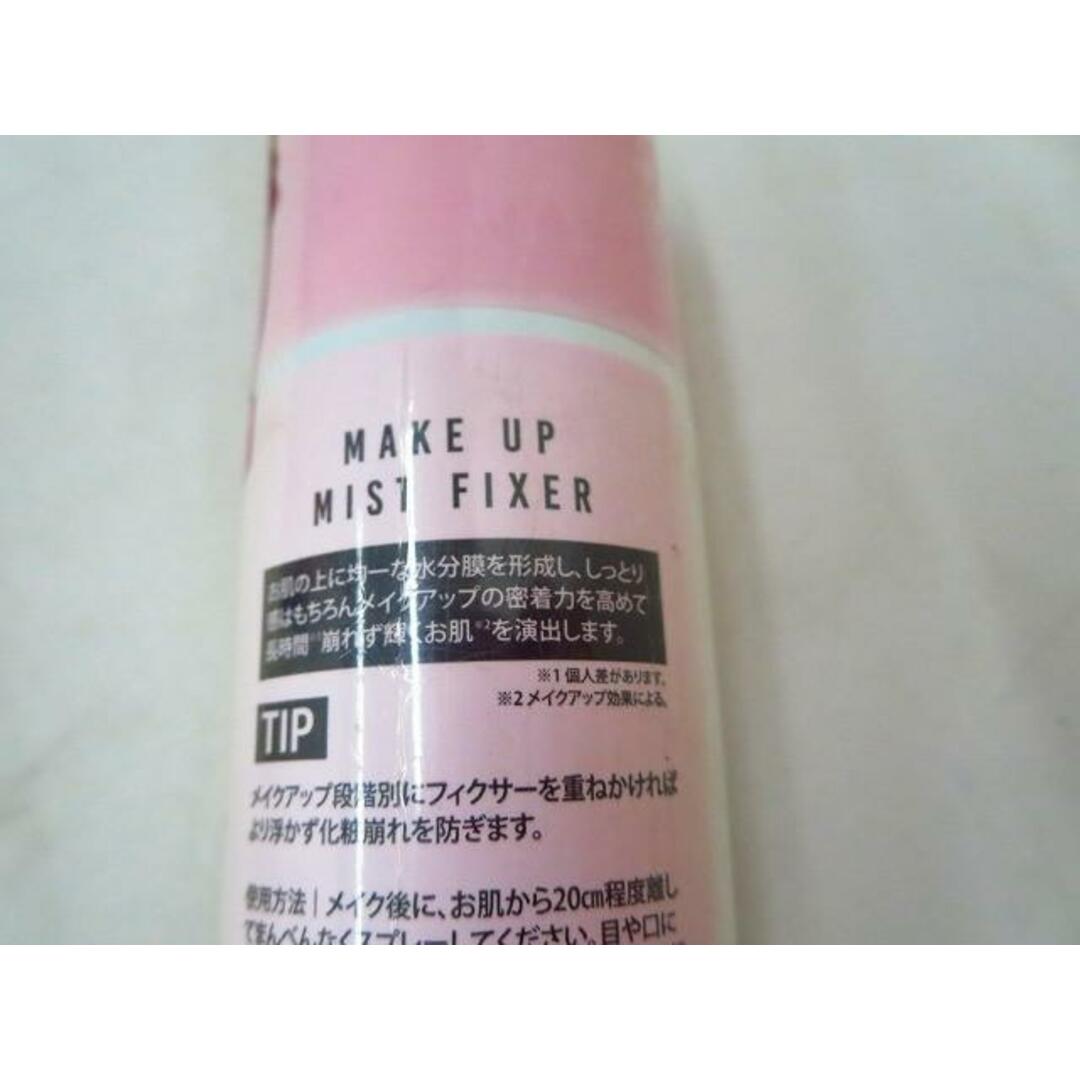 MAKE UP
MIST FIXER
お肌の上に均一な水分膜を形成し、しっとり
感はもちろんメイクアップの密着力を高めて
長時間※1崩れず輝くお肌※2を演出します。
※1 個人差があります。
※2 メイクアップ効果による。
TIP
メイクアップ段階別にフィクサーを重ねかければ
より浮かず化粧崩れを防ぎます。
使用方法 | メイク後に、お肌から20cm程度離し
てまんべんなくスプレーしてください。目や口に